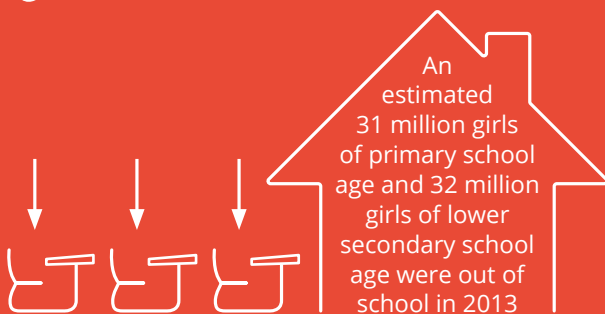 An
estimated
31 million girls
of primary school
age and 32 million
girls of lower
secondary school
age were out of
school in 2013